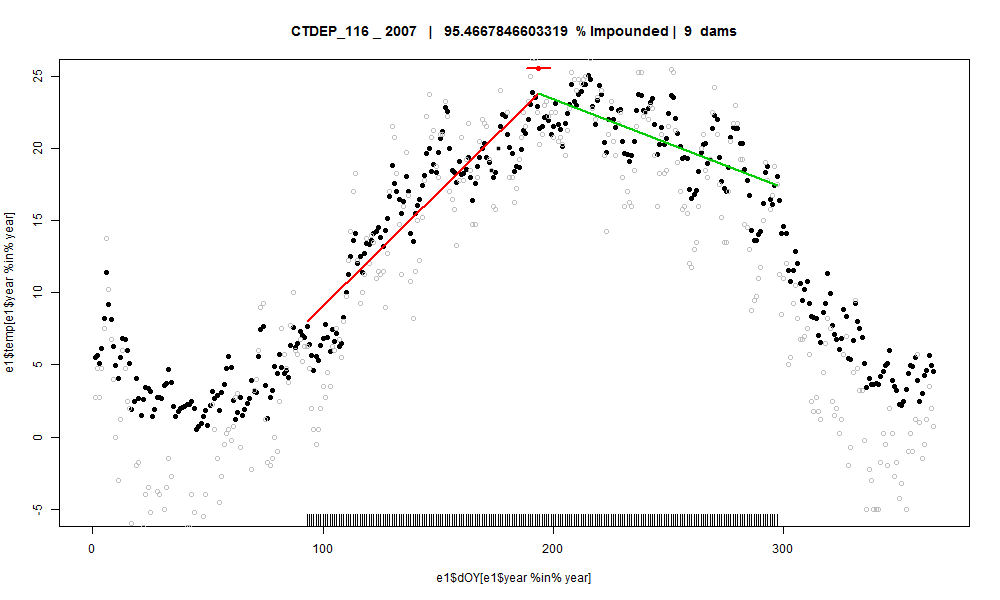 CTDEP_116 _ 2007 | 95.4667846603319 % Impounded | 9 dams
e1$temp[e1$year %in% year]
25
20
15
10
5
0
-5
0 100 200 300
e1$dOY[e1$year %in% year]